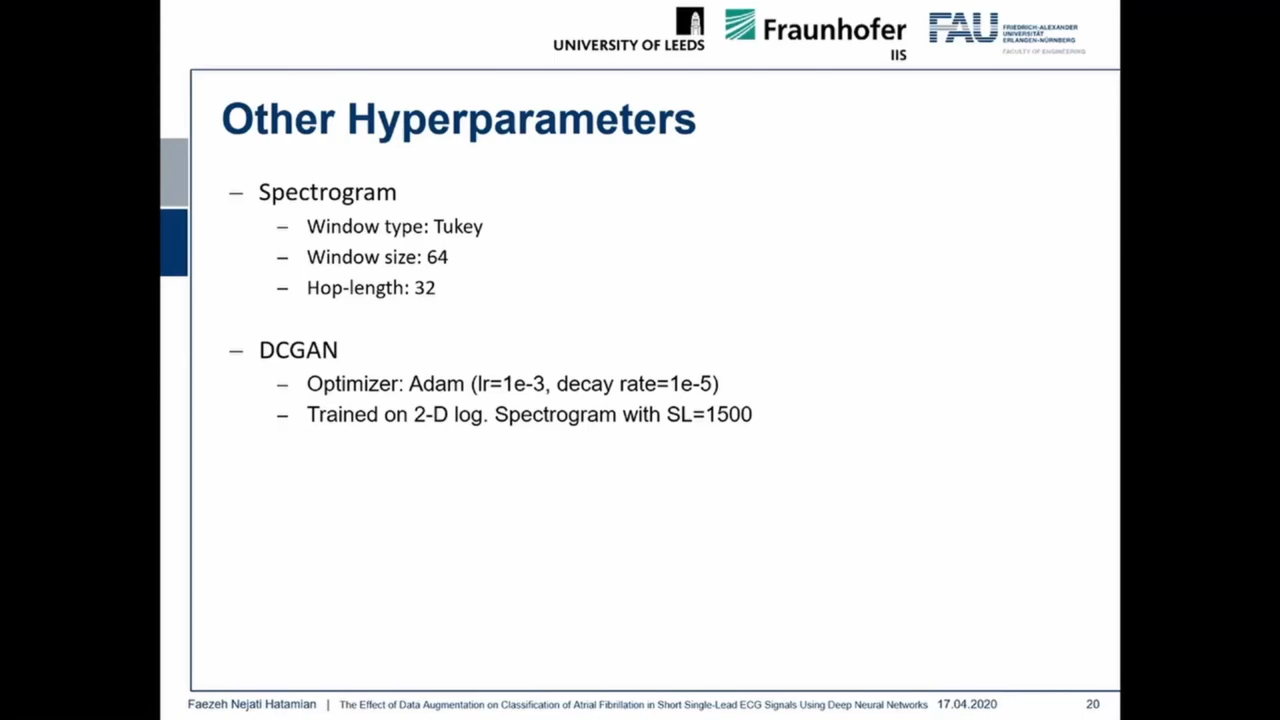 UNIVERSITY OF LEEDS
Fraunhofer
IIS
FAU
FRIEDRICH-ALEXANDER
UNIVERSITÄT
ERLANGEN-NÜRNBERG
FACULTY OF ENGINEERING
Other Hyperparameters
– Spectrogram
– Window type: Tukey
– Window size: 64
– Hop-length: 32
– DCGAN
– Optimizer: Adam (lr=1e-3, decay rate=1e-5)
– Trained on 2-D log. Spectrogram with SL=1500
Faezeh Nejati Hatamian | The Effect of Data Augmentation on Classification of Atrial Fibrillation in Short Single-Lead ECG Signals Using Deep Neural Networks 17.04.2020 20